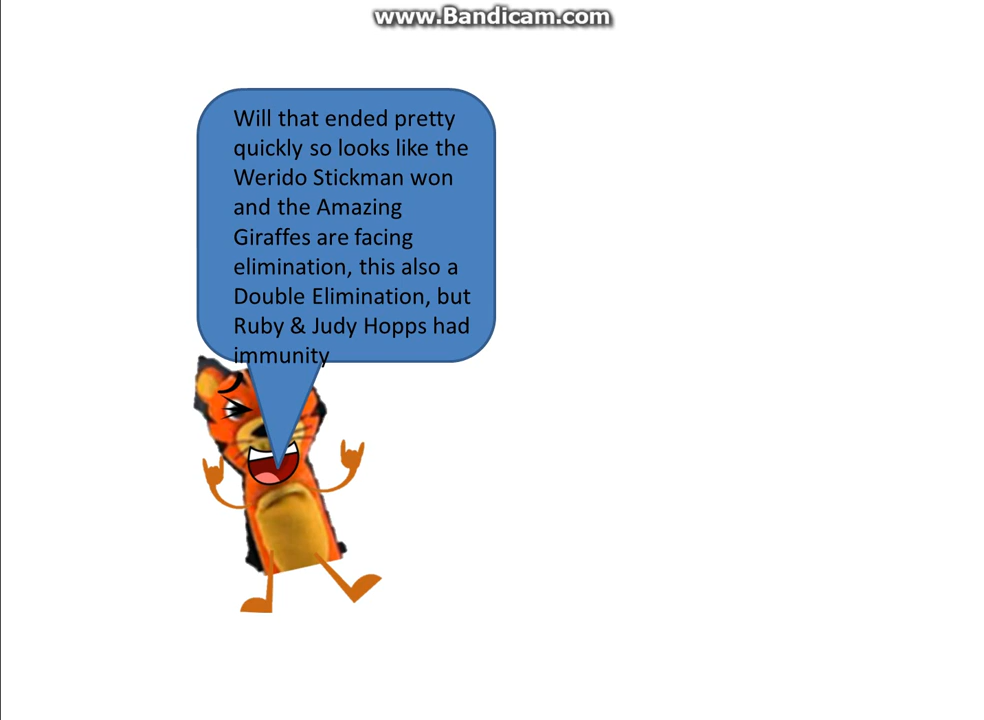 www.Bandicam.com
Will that ended pretty
quickly so looks like the
Werido Stickman won
and the Amazing
Giraffes are facing
elimination, this also a
Double Elimination, but
Ruby & Judy Hopps had
immunity